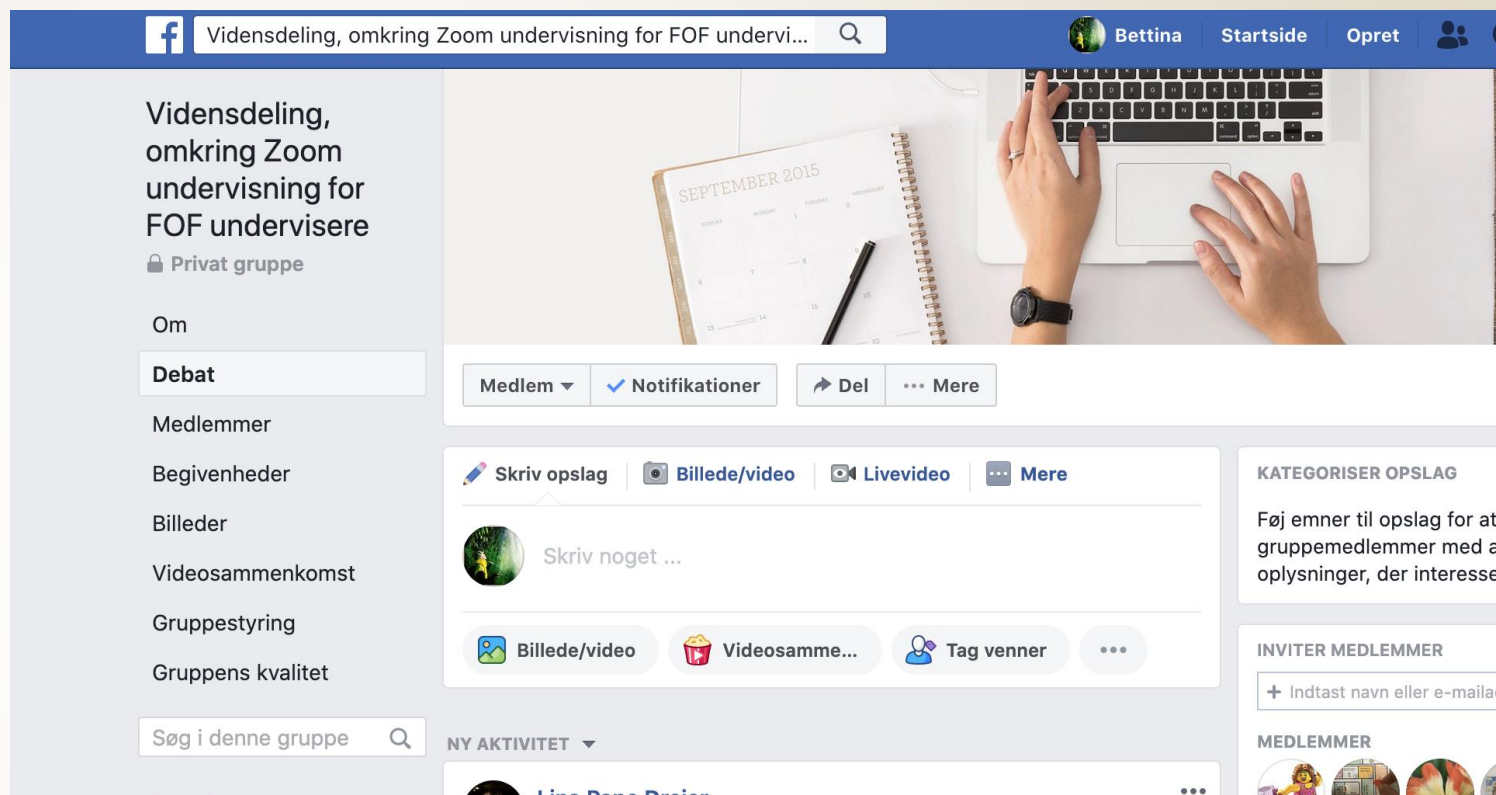 f
Vidensdeling, omkring Zoom undervisning for FOF undervi...
Bettina
Startside
Opret
Vidensdeling,
omkring Zoom
undervisning for
FOF undervisere
Privat gruppe
Om
Debat
Medlemmer
Begivenheder
Billeder
Videosammenkomst
Gruppestyring
Gruppens kvalitet
Søg i denne gruppe
SEPTEMBER 2015
Medlem
Notifikationer
Del
Mere
Skriv opslag
Billede/video
Livevideo
Mere
Skriv noget ...
Billede/video
Videosamme...
Tag venner
NY AKTIVITET
KATEGORISER OPSLAG
Føj emner til opslag for at
gruppemedlemmer med a
oplysninger, der interesse
INVITER MEDLEMMER
+ Indtast navn eller e-maila
MEDLEMMER